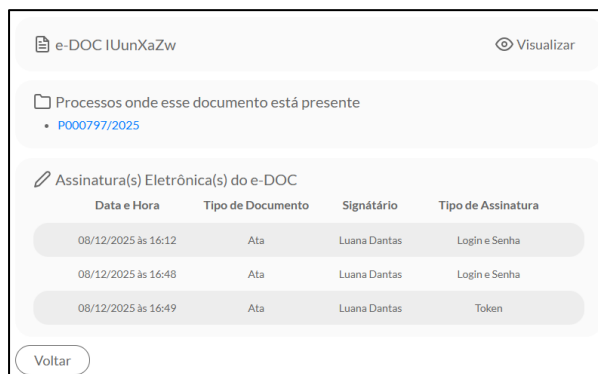 e-DOC IUunXaZw Visualizar
Processos onde esse documento está presente
• P000797/2025
Assinatura(s) Eletrônica(s) do e-DOC
Data e Hora Tipo de Documento Signátário Tipo de Assinatura
08/12/2025 às 16:12 Ata Luana Dantas Login e Senha
08/12/2025 às 16:48 Ata Luana Dantas Login e Senha
08/12/2025 às 16:49 Ata Luana Dantas Token
Voltar